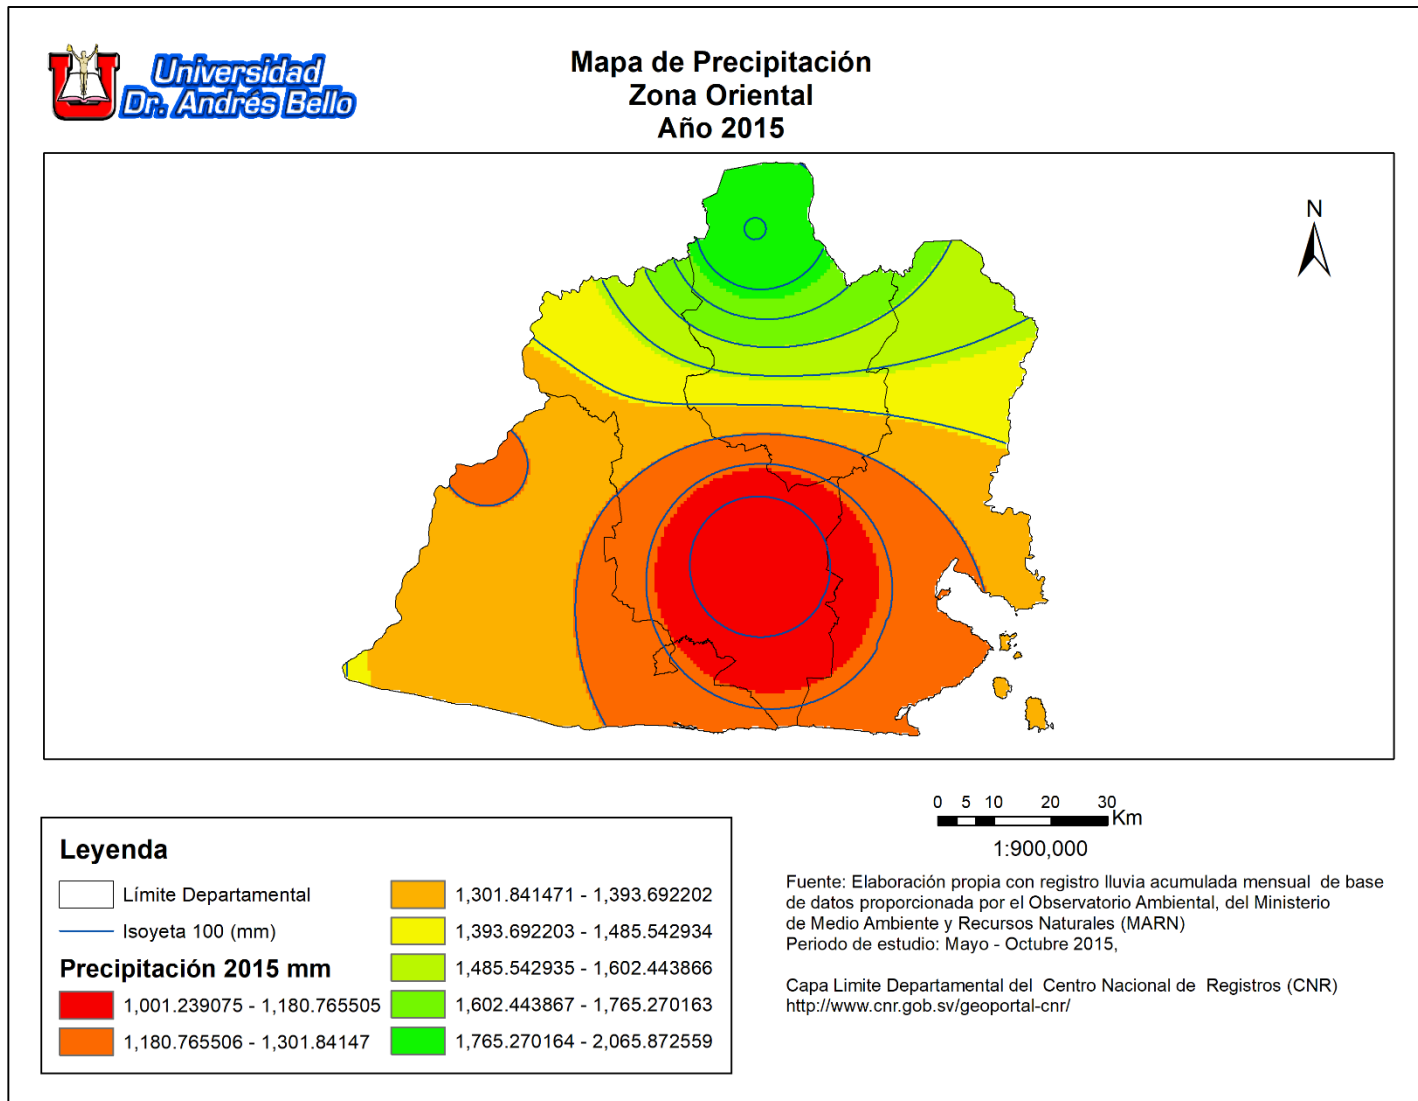 Universidad
Dr. Andrés Bello
Mapa de Precipitación
Zona Oriental
Año 2015
N
Leyenda
Límite Departamental
Isoyeta 100 (mm)
Precipitación 2015 mm
1,001.239075 - 1,180.765505
1,180.765506 - 1,301.84147
1,301.841471 - 1,393.692202
1,393.692203 - 1,485.542934
1,485.542935 - 1,602.443866
1,602.443867 - 1,765.270163
1,765.270164 - 2,065.872559
0 5 10 20 30
Km
1:900,000
Fuente: Elaboración propia con registro lluvia acumulada mensual de base
de datos proporcionada por el Observatorio Ambiental, del Ministerio
de Medio Ambiente y Recursos Naturales (MARN)
Periodo de estudio: Mayo - Octubre 2015,
Capa Limite Departamental del Centro Nacional de Registros (CNR)
http://www.cnr.gob.sv/geoportal-cnr/